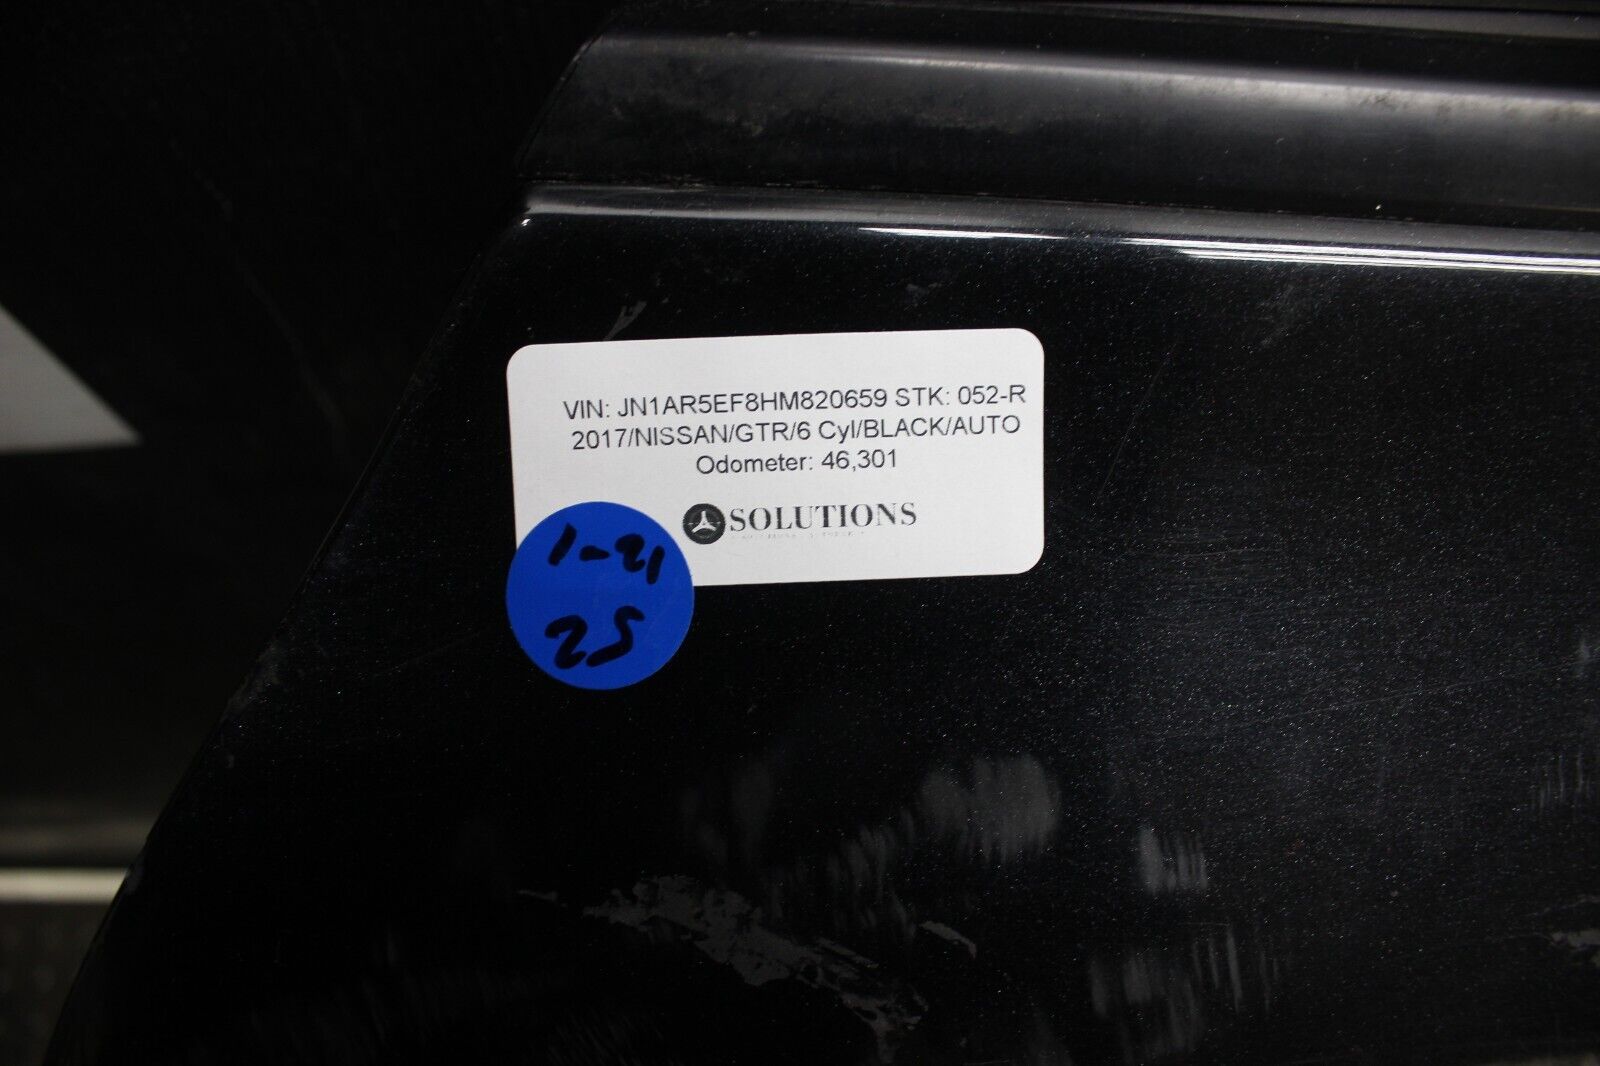 VIN: JN1AR5EF8HM820659 STK: 052-R
2017/NISSAN/GTR/6 Cyl/BLACK/AUTO
Odometer: 46,301
SOLUTIONS
1-21
25